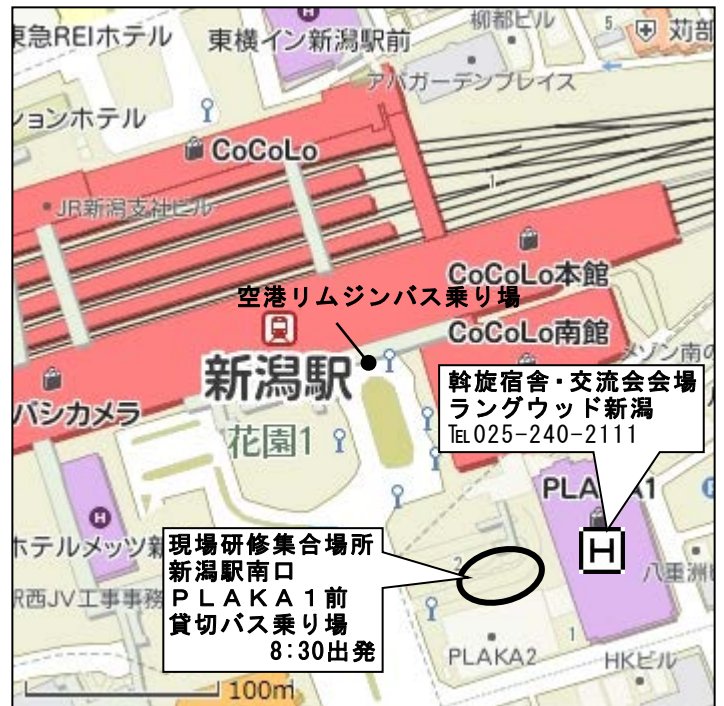 東急REIホテル
東横イン新潟駅前
柳都ビル
5
苅部
アパガーデンプレイス
ションホテル
CoCoLo
1
JR新潟支社ビル
CoCoLo本館
空港リムジンバス乗り場
CoCoLo南館
新潟駅
メゾン南の
バシカメラ
花園1
斡旋宿舎・交流会会場
ラングウッド新潟
℡025-240-2111
PLAKA1
H
ホテルメッツ新
H
現場研修集合場所
新潟駅南口
ＰＬＡＫＡ１前
貸切バス乗り場
8:30出発
2
八重洲
駅西JV工事事務
PLAKA2
1
HKビル
100m